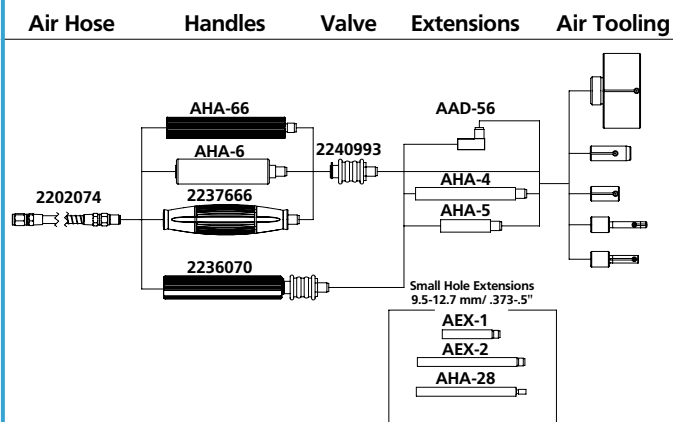 Air Hose Handles Valve Extensions Air Tooling
AHA-66
AAD-56
AHA-6
2240993
AHA-4
2202074
2237666
AHA-5
2236070
Small Hole Extensions
9.5-12.7 mm/ .373-.5"
AEX-1
AEX-2
AHA-28